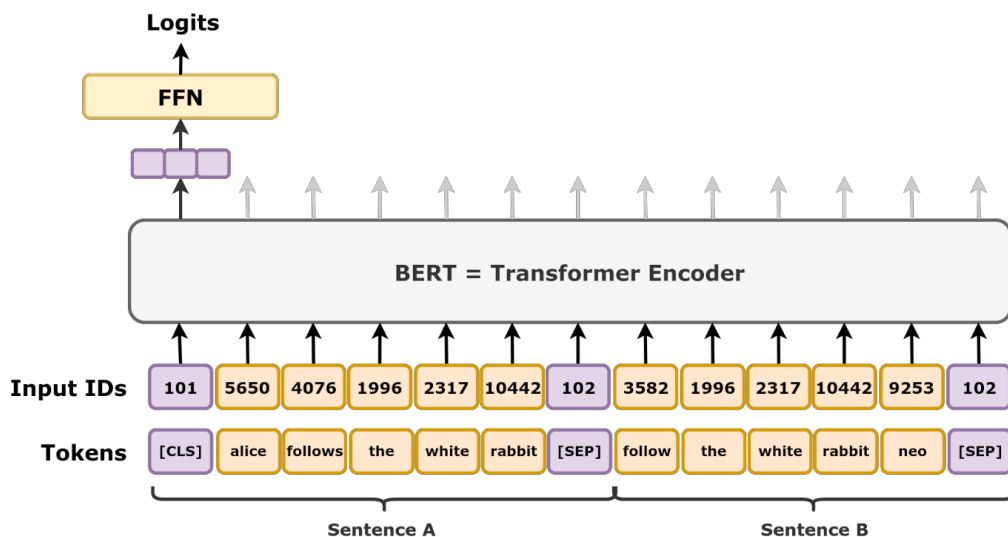 Logits
FFN
BERT = Transformer Encoder
Input IDs 101 5650 4076 1996 2317 10442 102 3582 1996 2317 10442 9253 102
Tokens [CLS] alice follows the white rabbit [SEP] follow the white rabbit neo [SEP]
Sentence A Sentence B